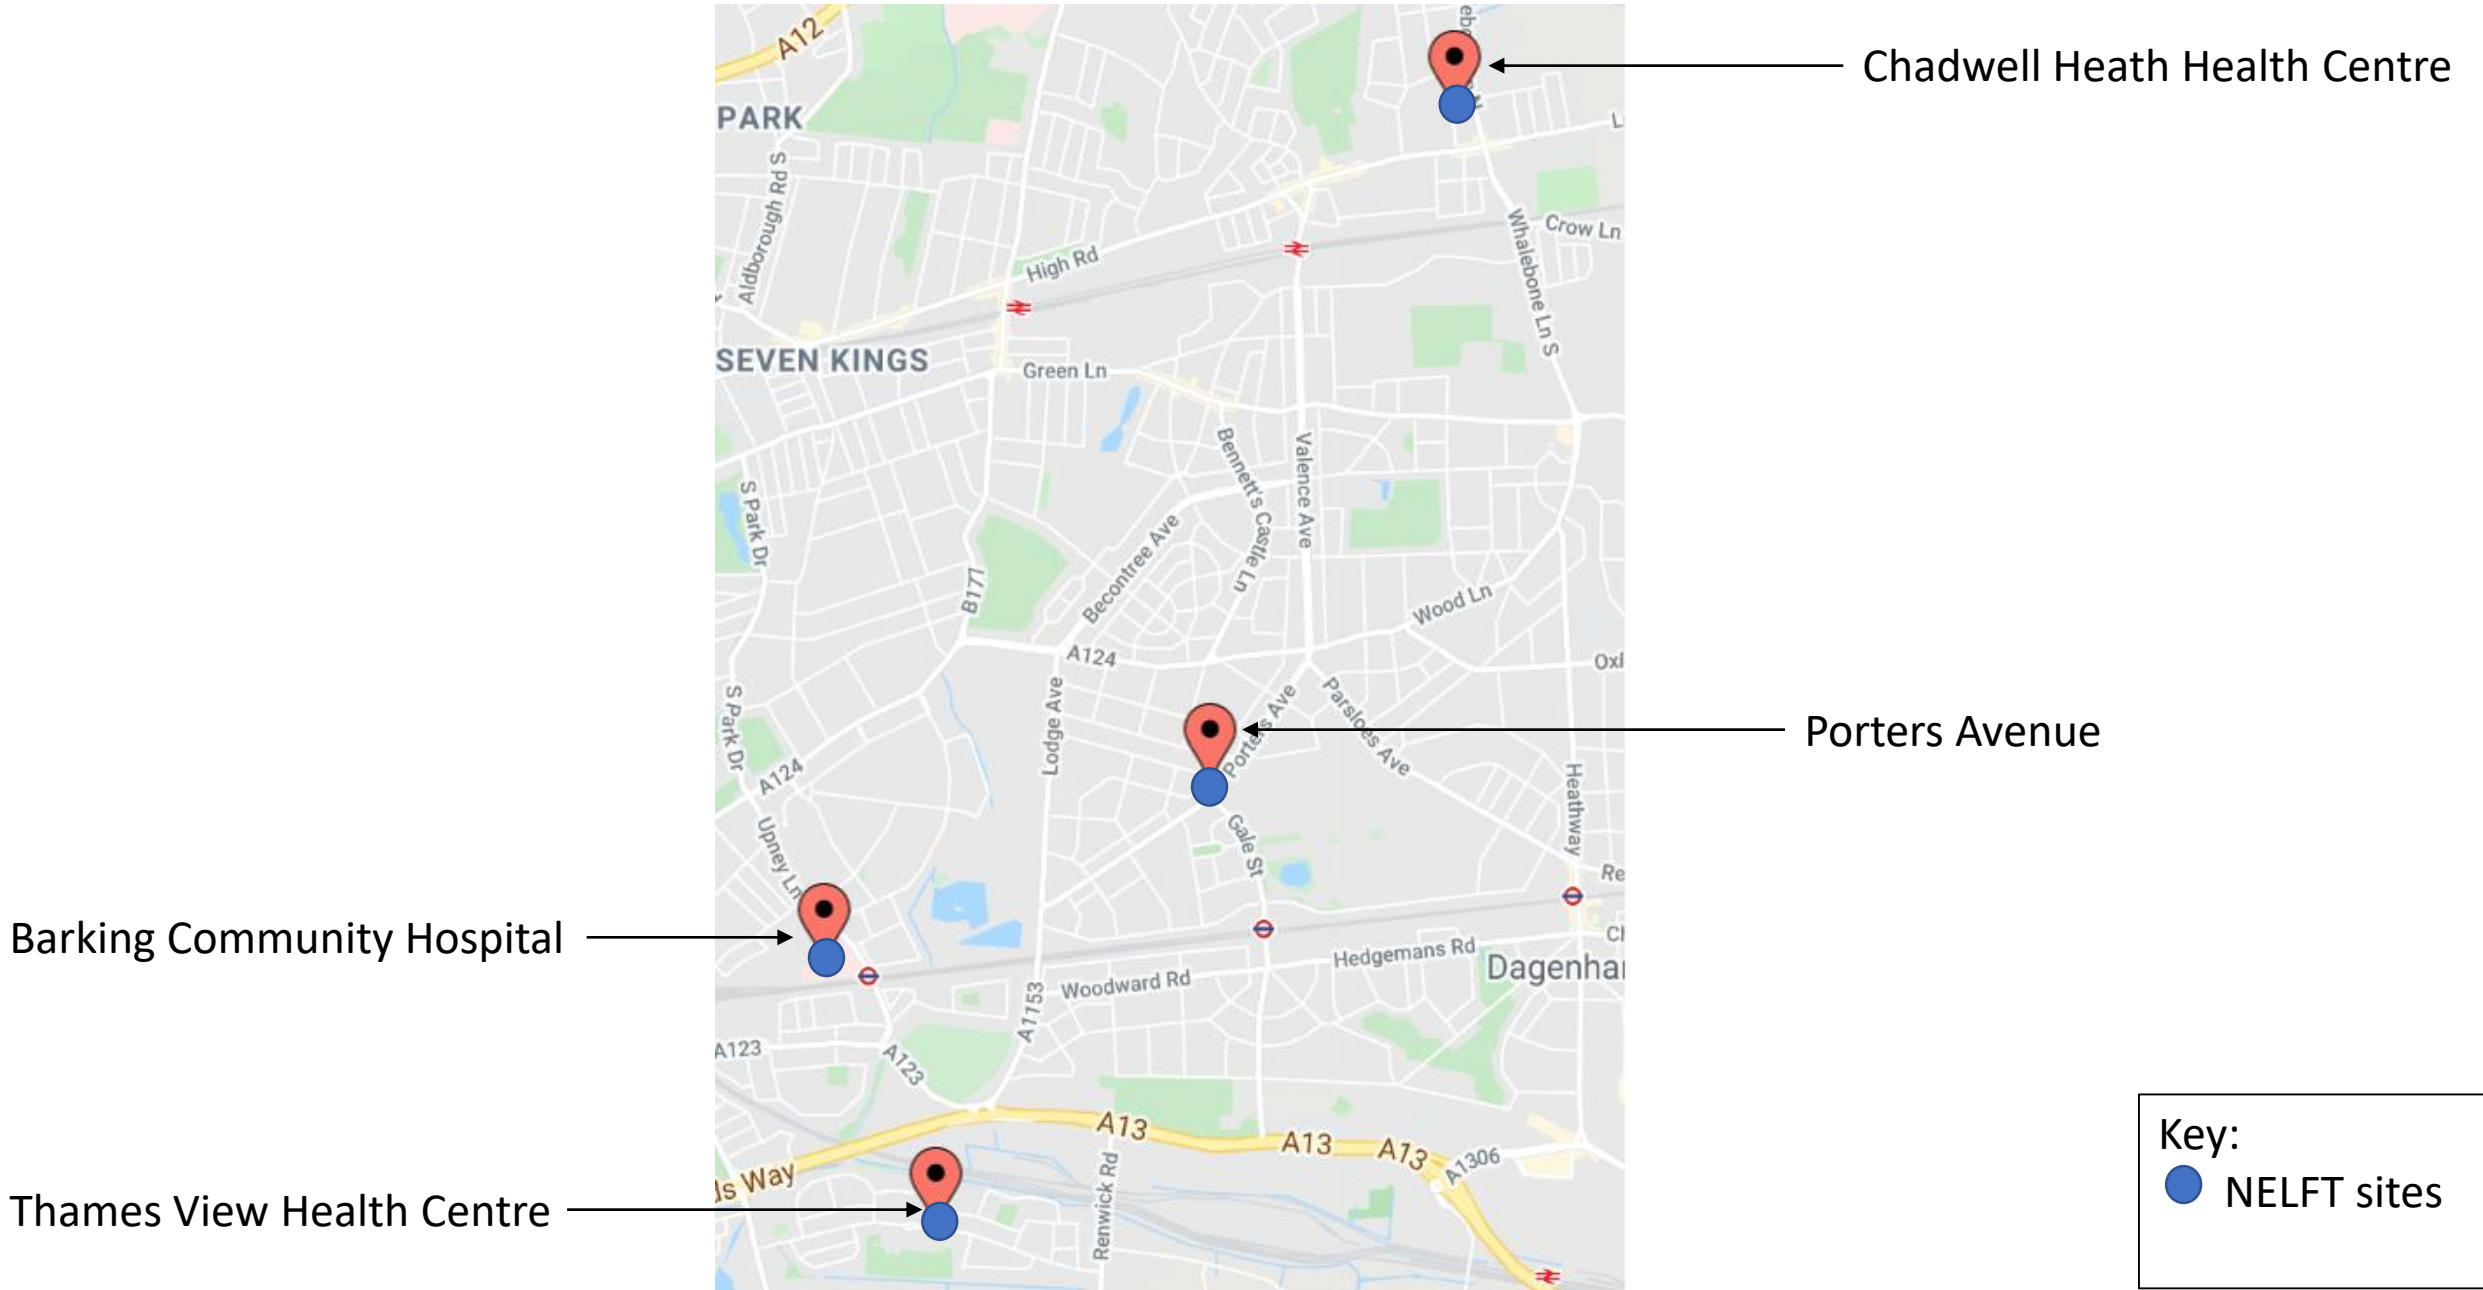 A12
PARK
Aldborough Rd S
High Rd
SEVEN KINGS
Green Ln
Crow Ln
Whalebone Ln S
S Park Dr
B177
Becontree Ave
Bennett's Castle Ln
Valence Ave
Wood Ln
A124
Lodge Ave
S Park Dr
A124
Porters Ave
Parsloes Ave
Heathway
Upney Ln
Gale St
Hedgemans Rd
Woodward Rd
A1153
A123
A123
A13
A13
A13
A1306
Renwick Rd
Way
Chadwell Heath Health Centre
Porters Avenue
Barking Community Hospital
Thames View Health Centre
Key:
NELFT sites